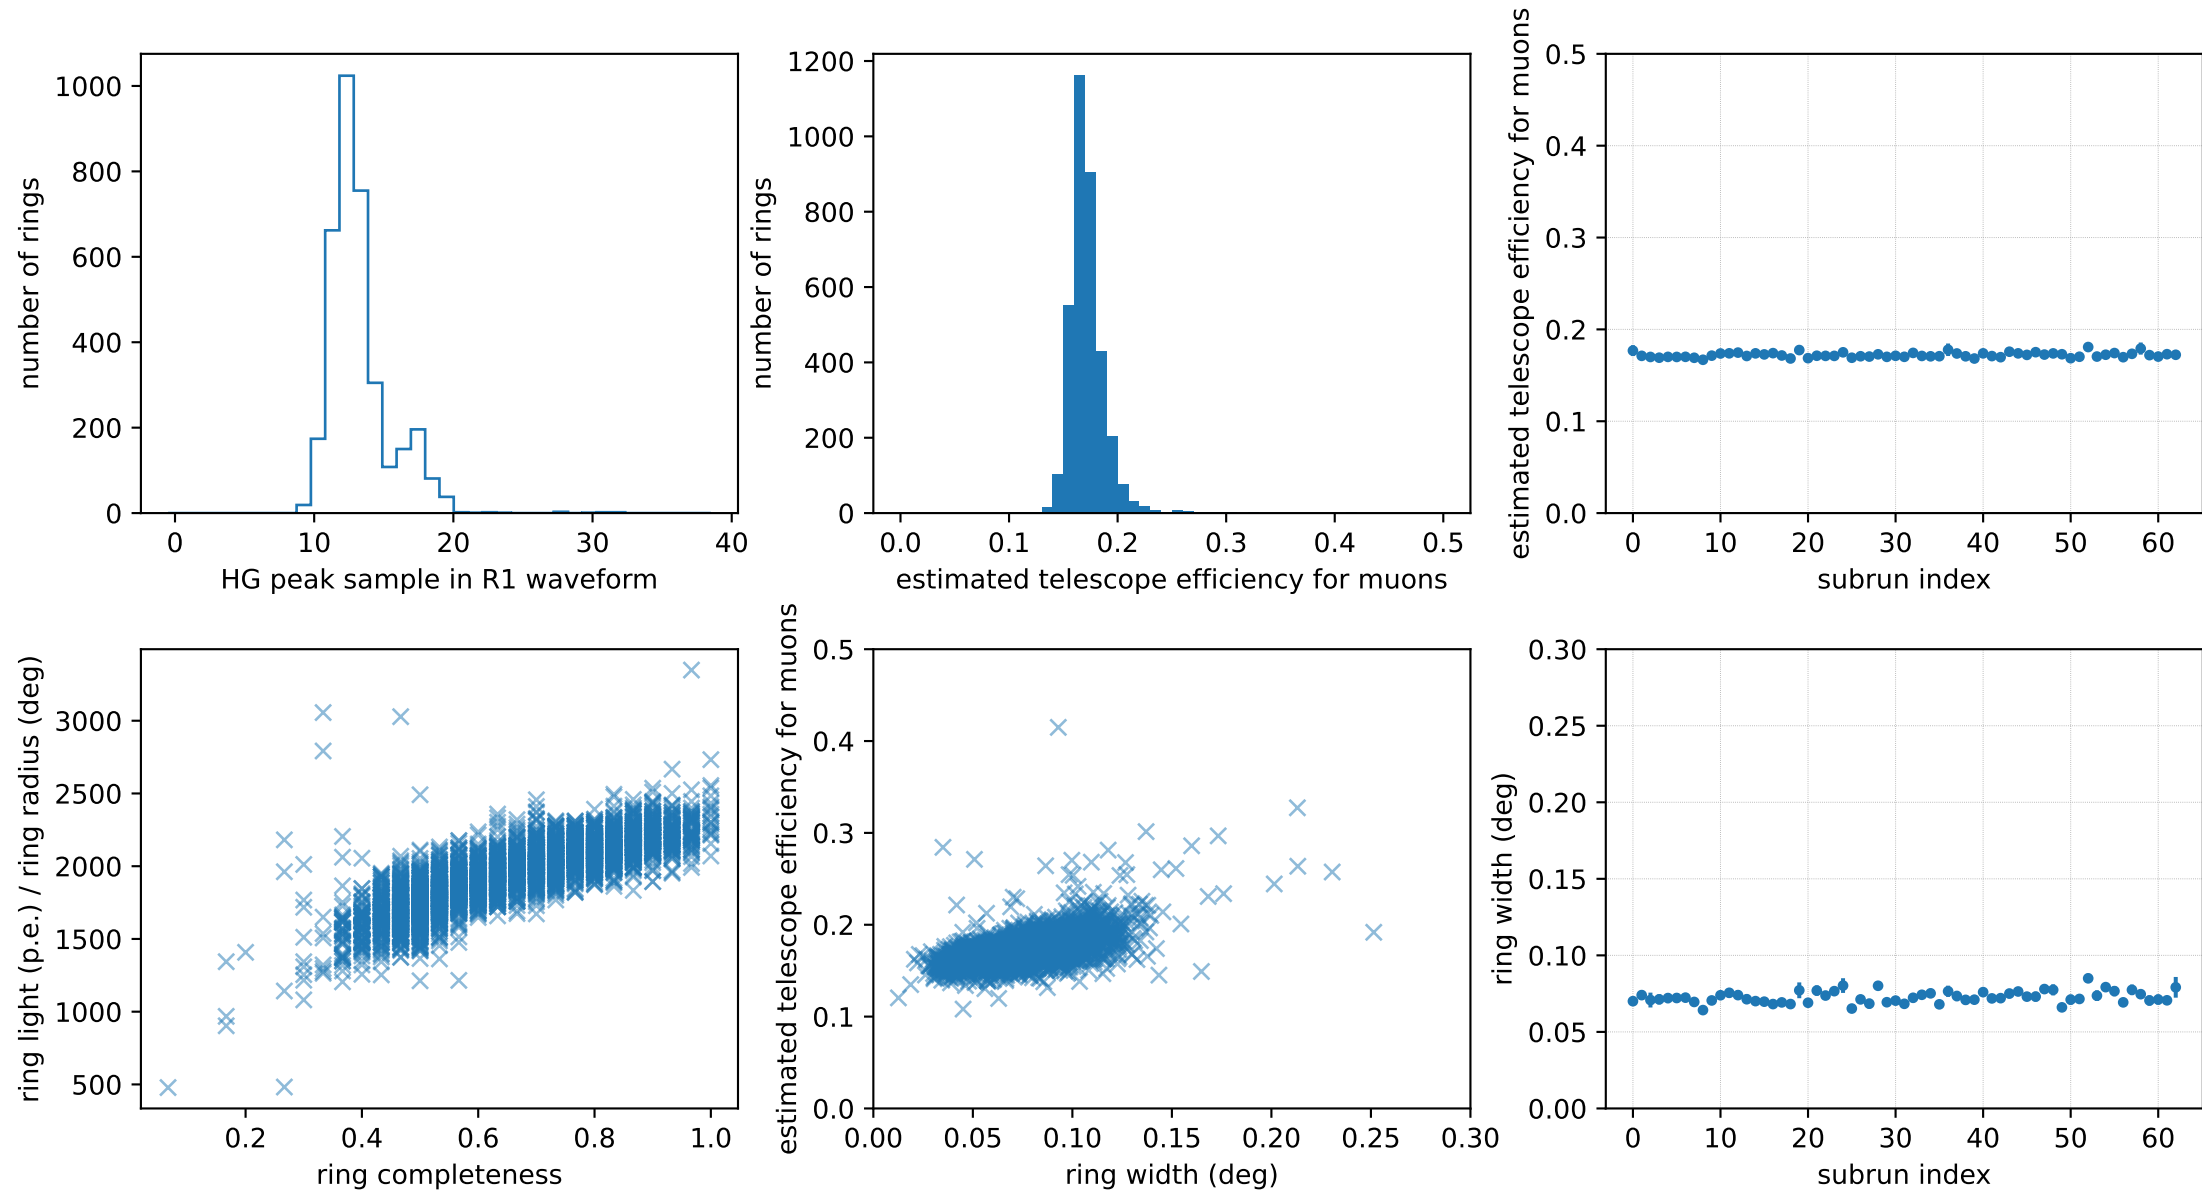 number of rings
1000
800
600
400
200
0
0 10 20 30 40
HG peak sample in R1 waveform
number of rings
1200
1000
800
600
400
200
0
0.0 0.1 0.2 0.3 0.4 0.5
estimated telescope efficiency for muons
estimated telescope efficiency for muons
0.5
0.4
0.3
0.2
0.1
0.0
0 10 20 30 40 50 60
subrun index
ring light (p.e.) / ring radius (deg)
3000
2500
2000
1500
1000
500
0.2 0.4 0.6 0.8 1.0
ring completeness
estimated telescope efficiency for muons
0.5
0.4
0.3
0.2
0.1
0.0
0.00 0.05 0.10 0.15 0.20 0.25 0.30
ring width (deg)
ring width (deg)
0.30
0.25
0.20
0.15
0.10
0.05
0.00
0 10 20 30 40 50 60
subrun index